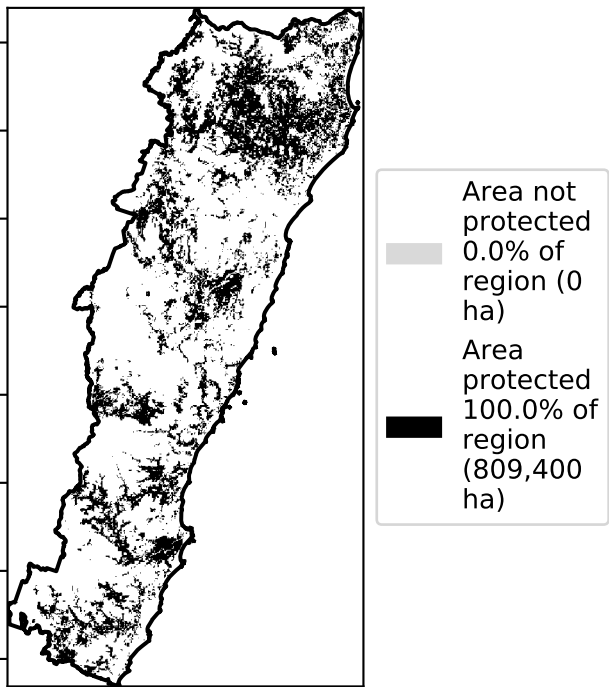 Area not
protected
0.0% of
region (0
ha)
Area
protected
100.0% of
region
(809,400
ha)